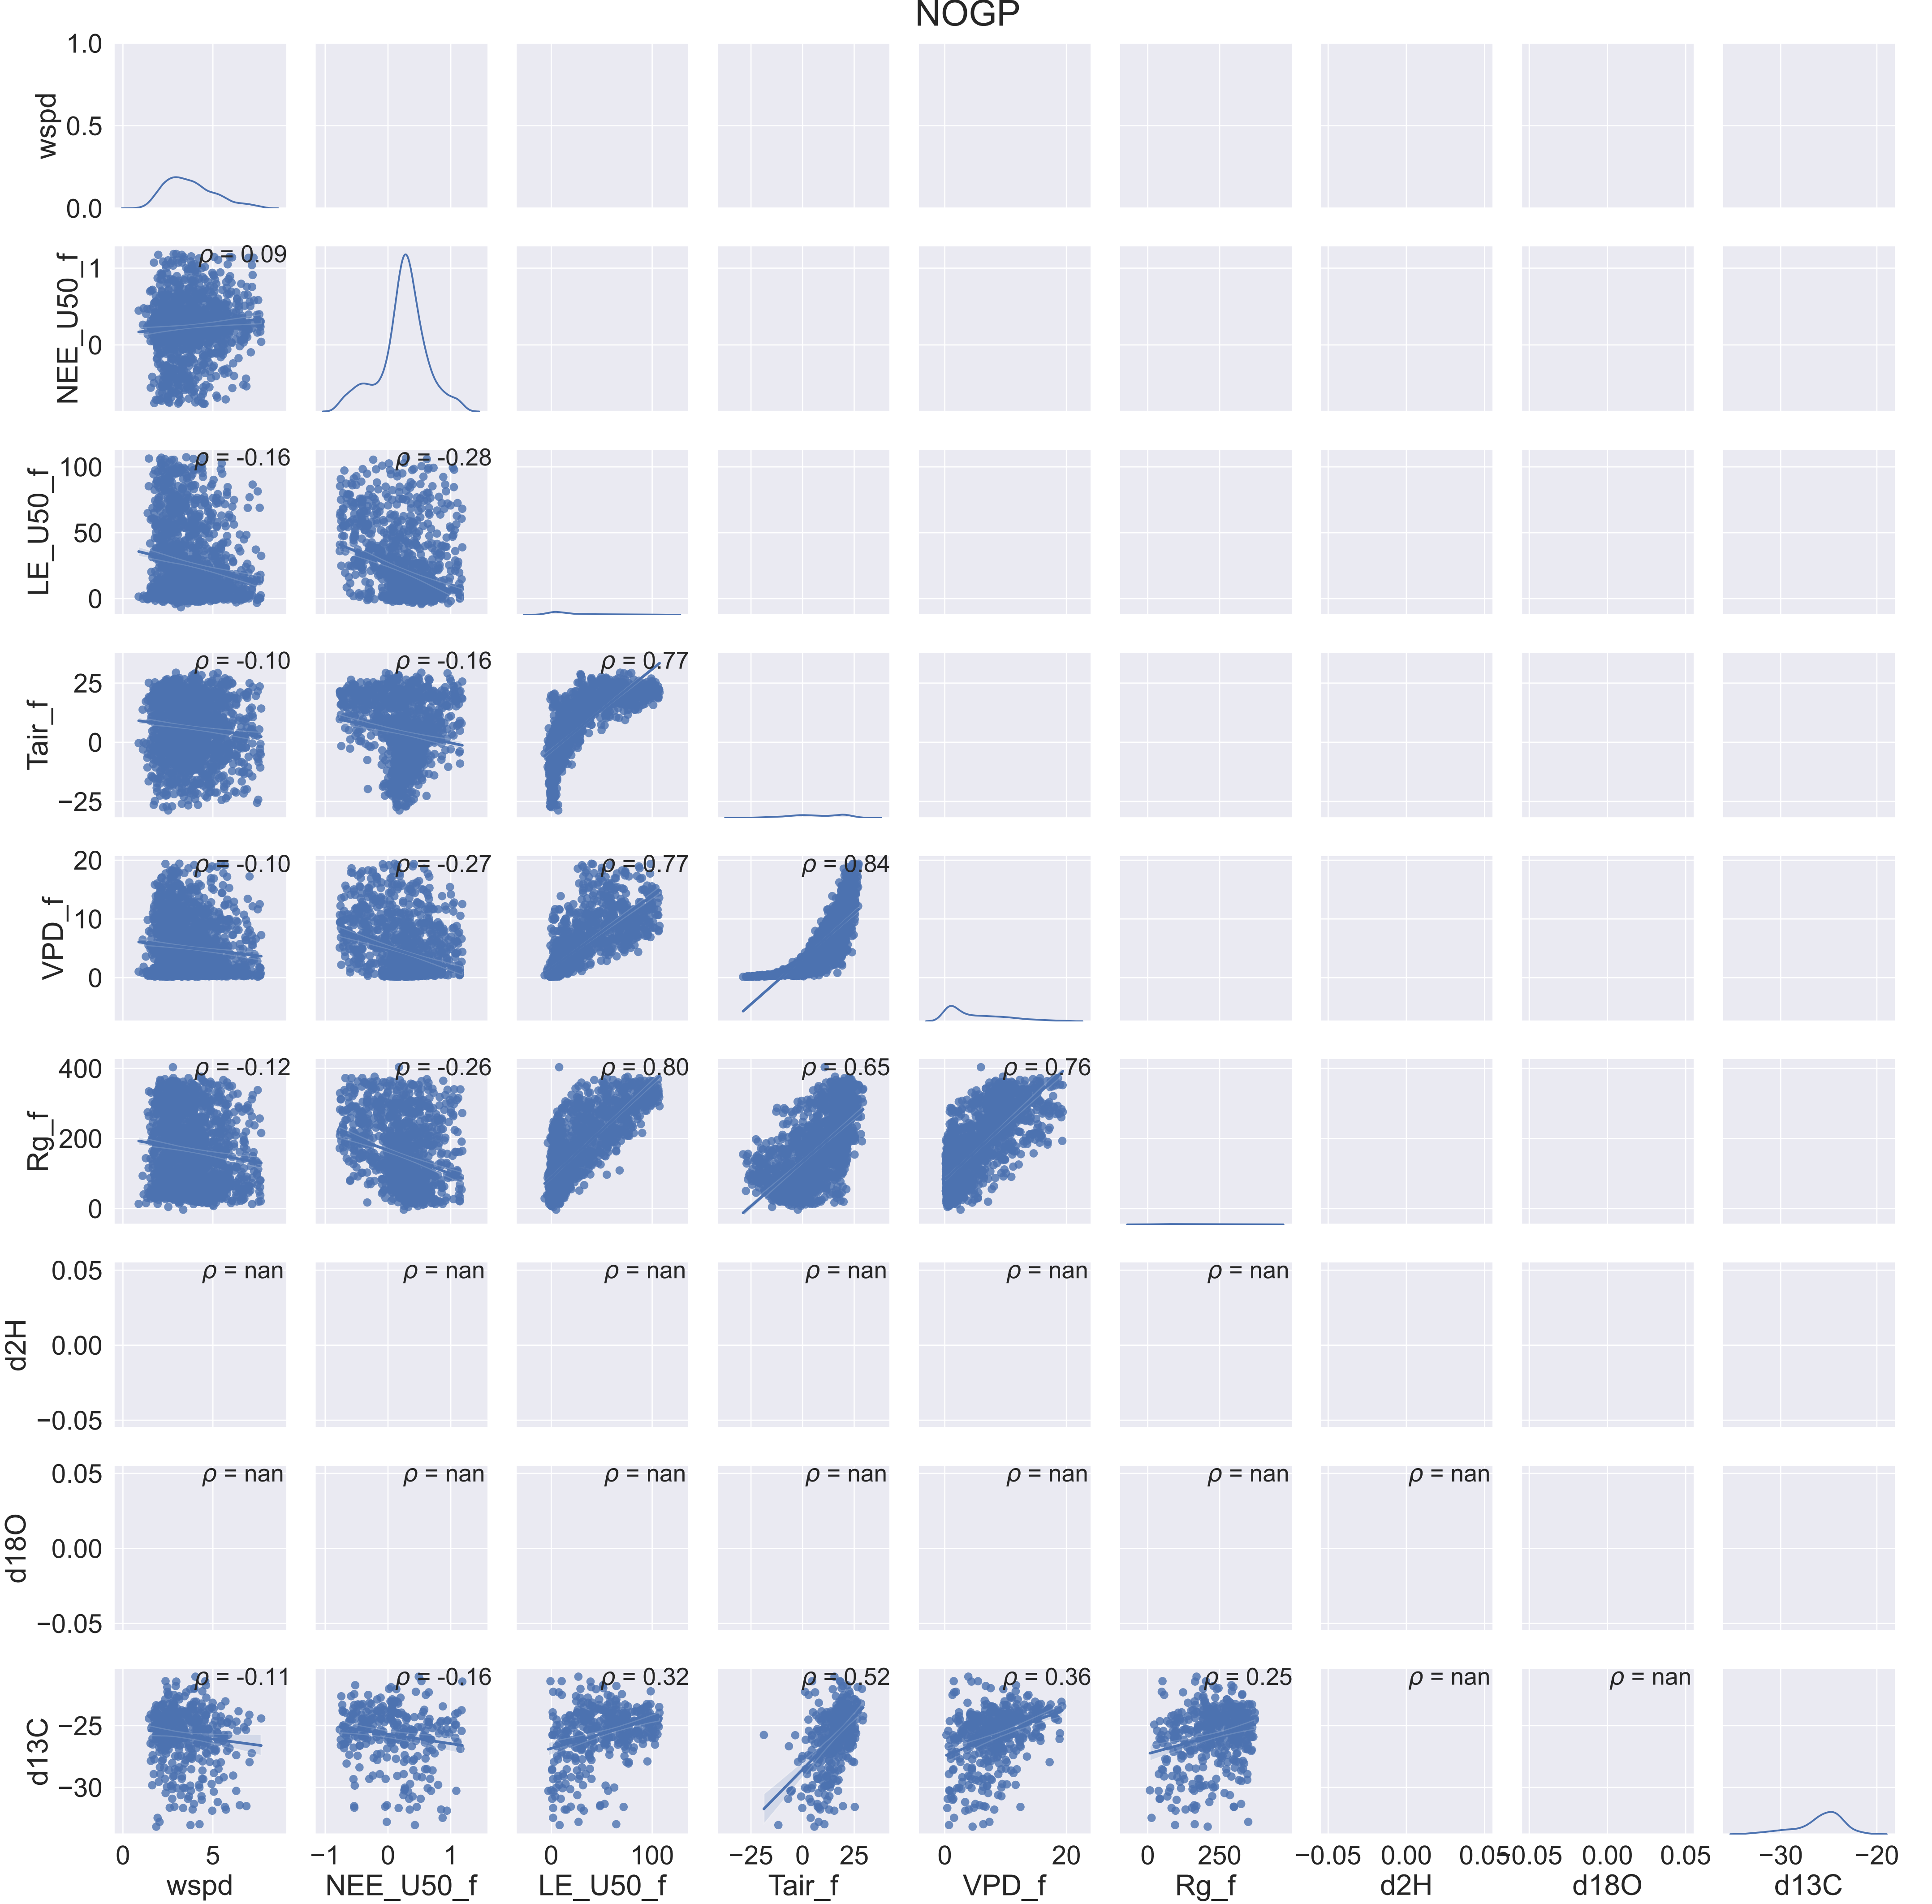 NOGP
1.0
0.5
0.0
wspd
ρ = 0.09
1
0
NEE_U50_f
ρ = -0.16
ρ = -0.28
100
50
0
LE_U50_f
ρ = -0.10
ρ = -0.16
ρ = 0.77
25
0
−25
Tair_f
ρ = -0.10
ρ = -0.27
ρ = 0.77
ρ = 0.84
20
10
0
VPD_f
ρ = -0.12
ρ = -0.26
ρ = 0.80
ρ = 0.65
ρ = 0.76
400
200
0
Rg_f
ρ = nan
ρ = nan
ρ = nan
ρ = nan
ρ = nan
ρ = nan
0.05
0.00
−0.05
d2H
ρ = nan
ρ = nan
ρ = nan
ρ = nan
ρ = nan
ρ = nan
ρ = nan
0.05
0.00
−0.05
d18O
ρ = -0.11
ρ = -0.16
ρ = 0.32
ρ = 0.52
ρ = 0.36
ρ = 0.25
ρ = nan
ρ = nan
−25
−30
d13C
0 5
−1 0 1
0 100
−25 0 25
0 20
0 250
−0.05 0.00 0.05
−0.05 0.00 0.05
−30 −20
wspd
NEE_U50_f
LE_U50_f
Tair_f
VPD_f
Rg_f
d2H
d18O
d13C